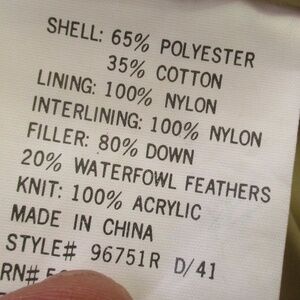 SHELL: 65% POLYESTER
35% COTTON
LINING: 100% NYLON
INTERLINING: 100% NYLON
FILLER: 80% DOWN
20% WATERFOWL FEATHERS
KNIT: 100% ACRYLIC
MADE IN CHINA
STYLE# 96751R D/41
RN#